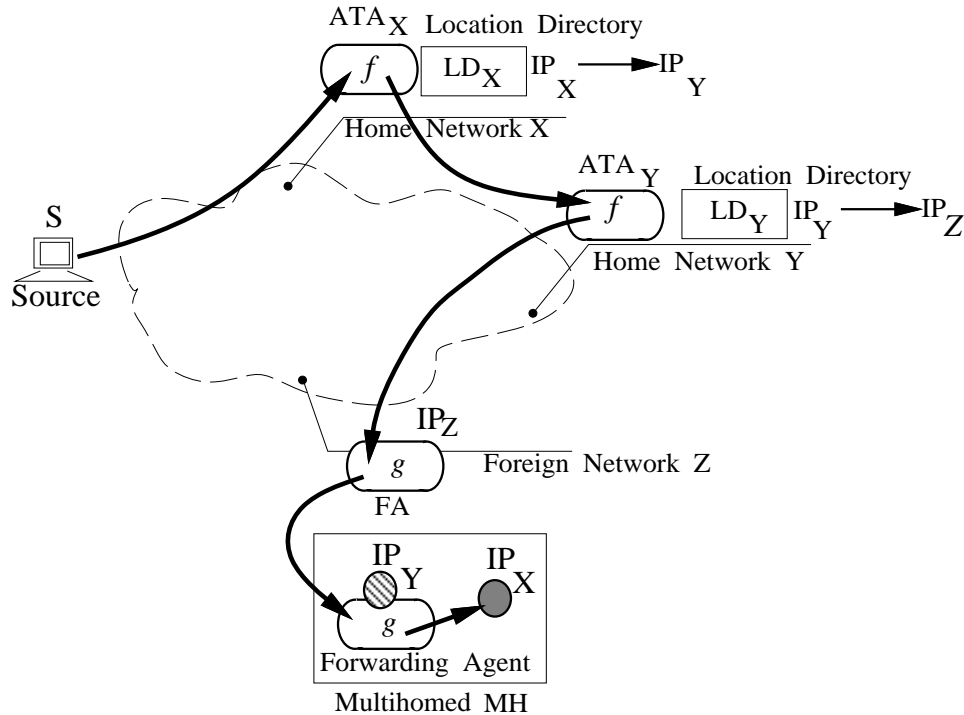 ATA X Location Directory
f LD X IP X IP Y
Home Network X
ATA Y Location Directory
f LD Y IP Y IP Z
Home Network Y
S
Source
IP Z
g Foreign Network Z
FA
IP Y IP X
g
Forwarding Agent
Multihomed MH